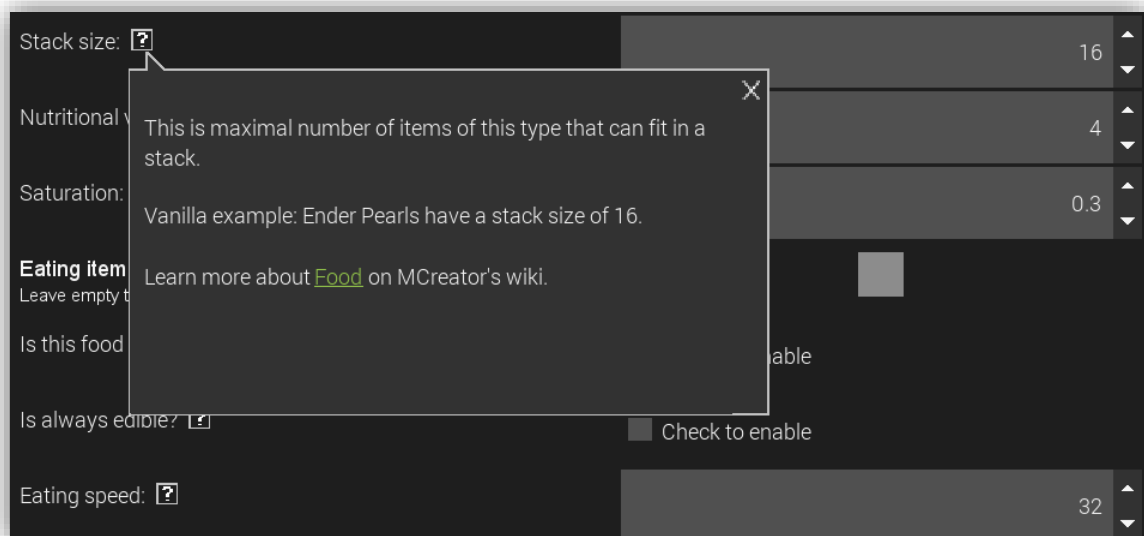 Stack size: ?
16
This is maximal number of items of this type that can fit in a
stack.
Vanilla example: Ender Pearls have a stack size of 16.
Learn more about Food on MCreator's wiki.
Nutritional
4
Saturation:
0.3
Eating item
Leave empty
Is this food
Is always edible? ?
Check to enable
Eating speed: ?
32